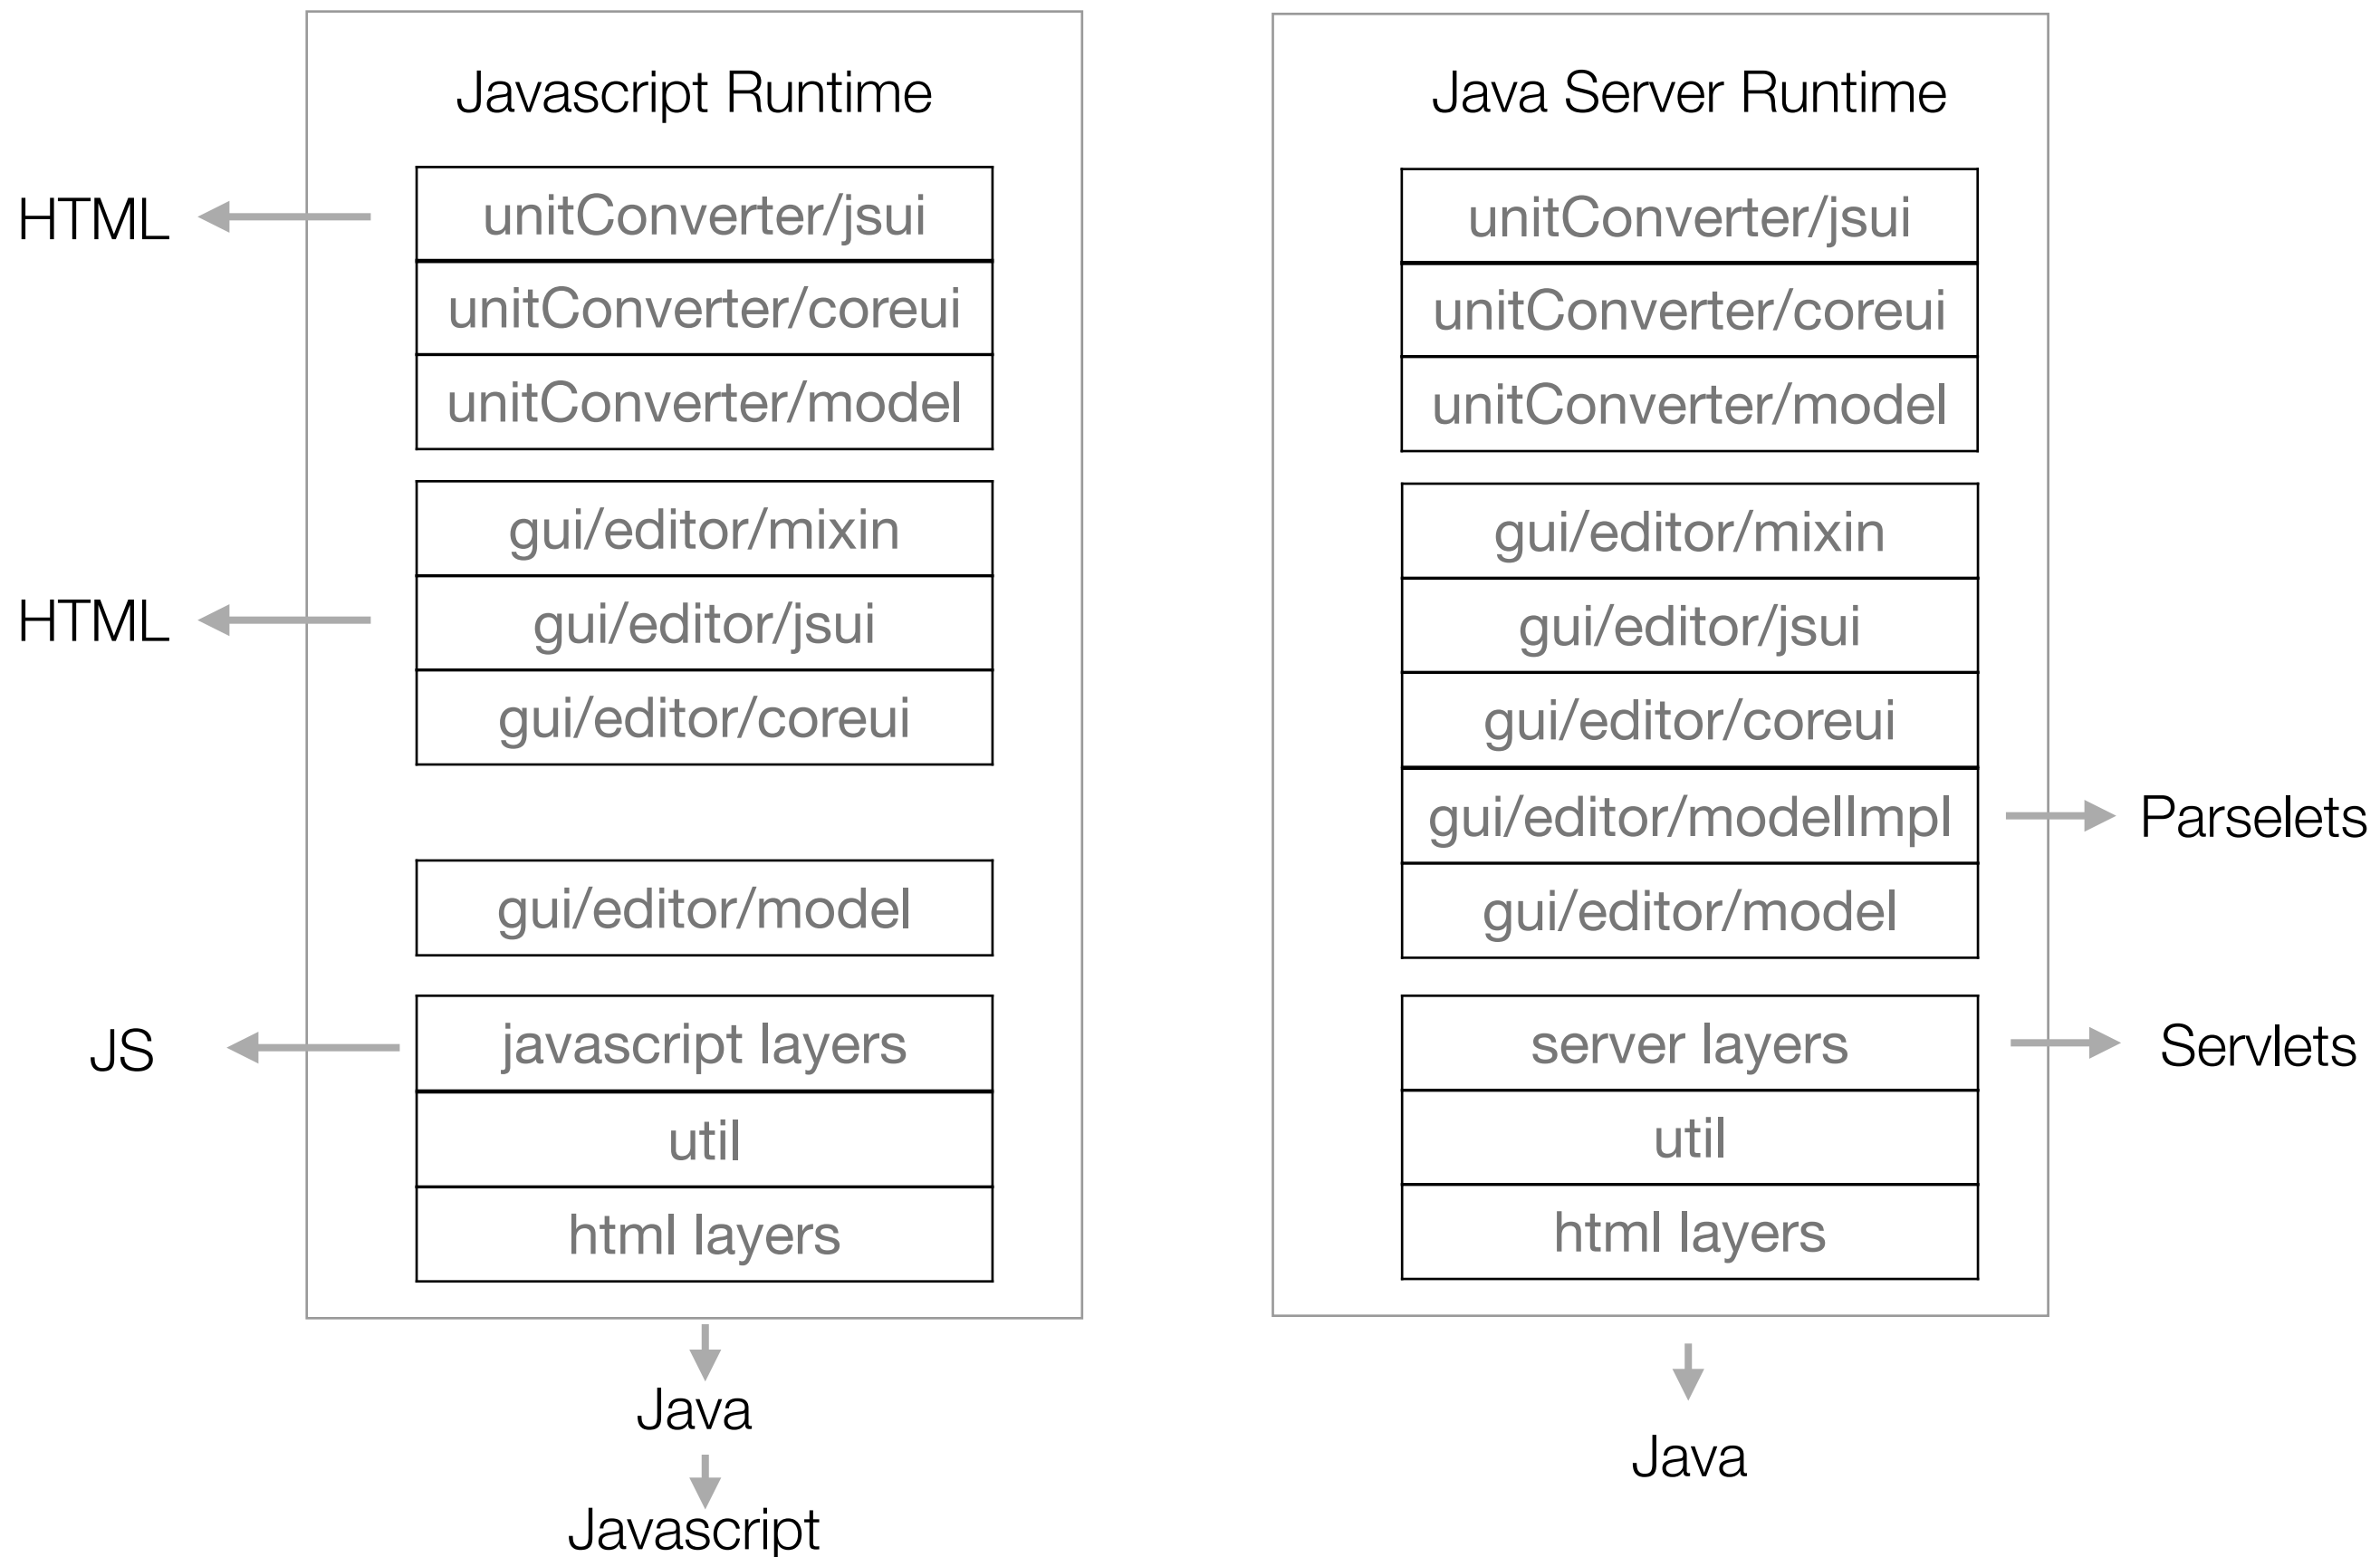 Javascript Runtime
HTML
unitConverter/jsui
unitConverter/coreui
unitConverter/model
gui/editor/mixin
HTML
gui/editor/jsui
gui/editor/coreui
gui/editor/model
JS
javascript layers
util
html layers
Java
Javascript
Java Server Runtime
unitConverter/jsui
unitConverter/coreui
unitConverter/model
gui/editor/mixin
gui/editor/jsui
gui/editor/coreui
gui/editor/modelImpl
Parselets
gui/editor/model
server layers
Servlets
util
html layers
Java